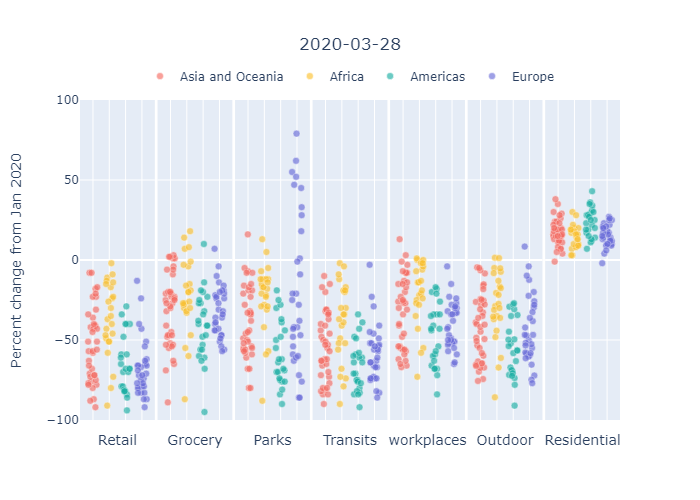 2020-03-28
Asia and Oceania Africa Americas Europe
Percent change from Jan 2020
100
50
0
−50
−100
Retail Grocery Parks Transits workplaces Outdoor Residential